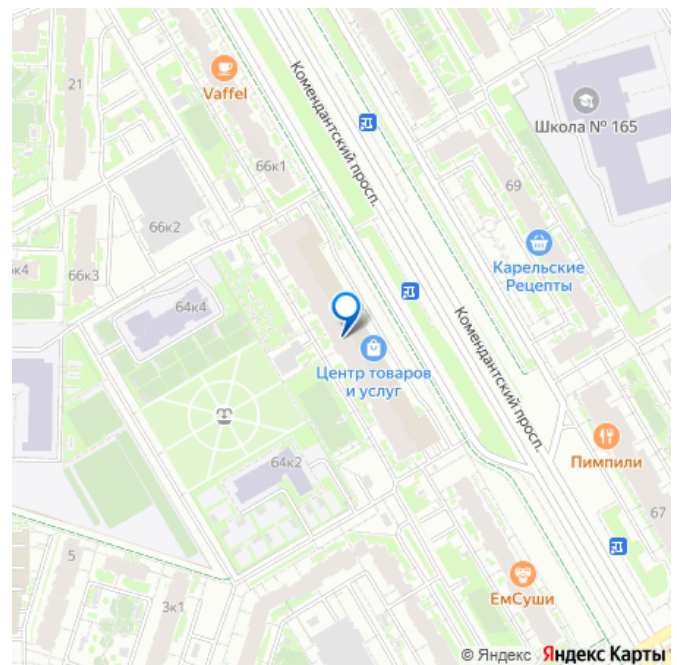 21
Vaffel
Комендантский просп.
Школа № 165
66к1
69
66к2
Карельские
Рецепты
к4
66к3
64к4
Комендантский просп.
Центр товаров
и услуг
Пимпили
64к2
67
5
ЕмСуши
3к1
© Яндекс Яндекс Карты